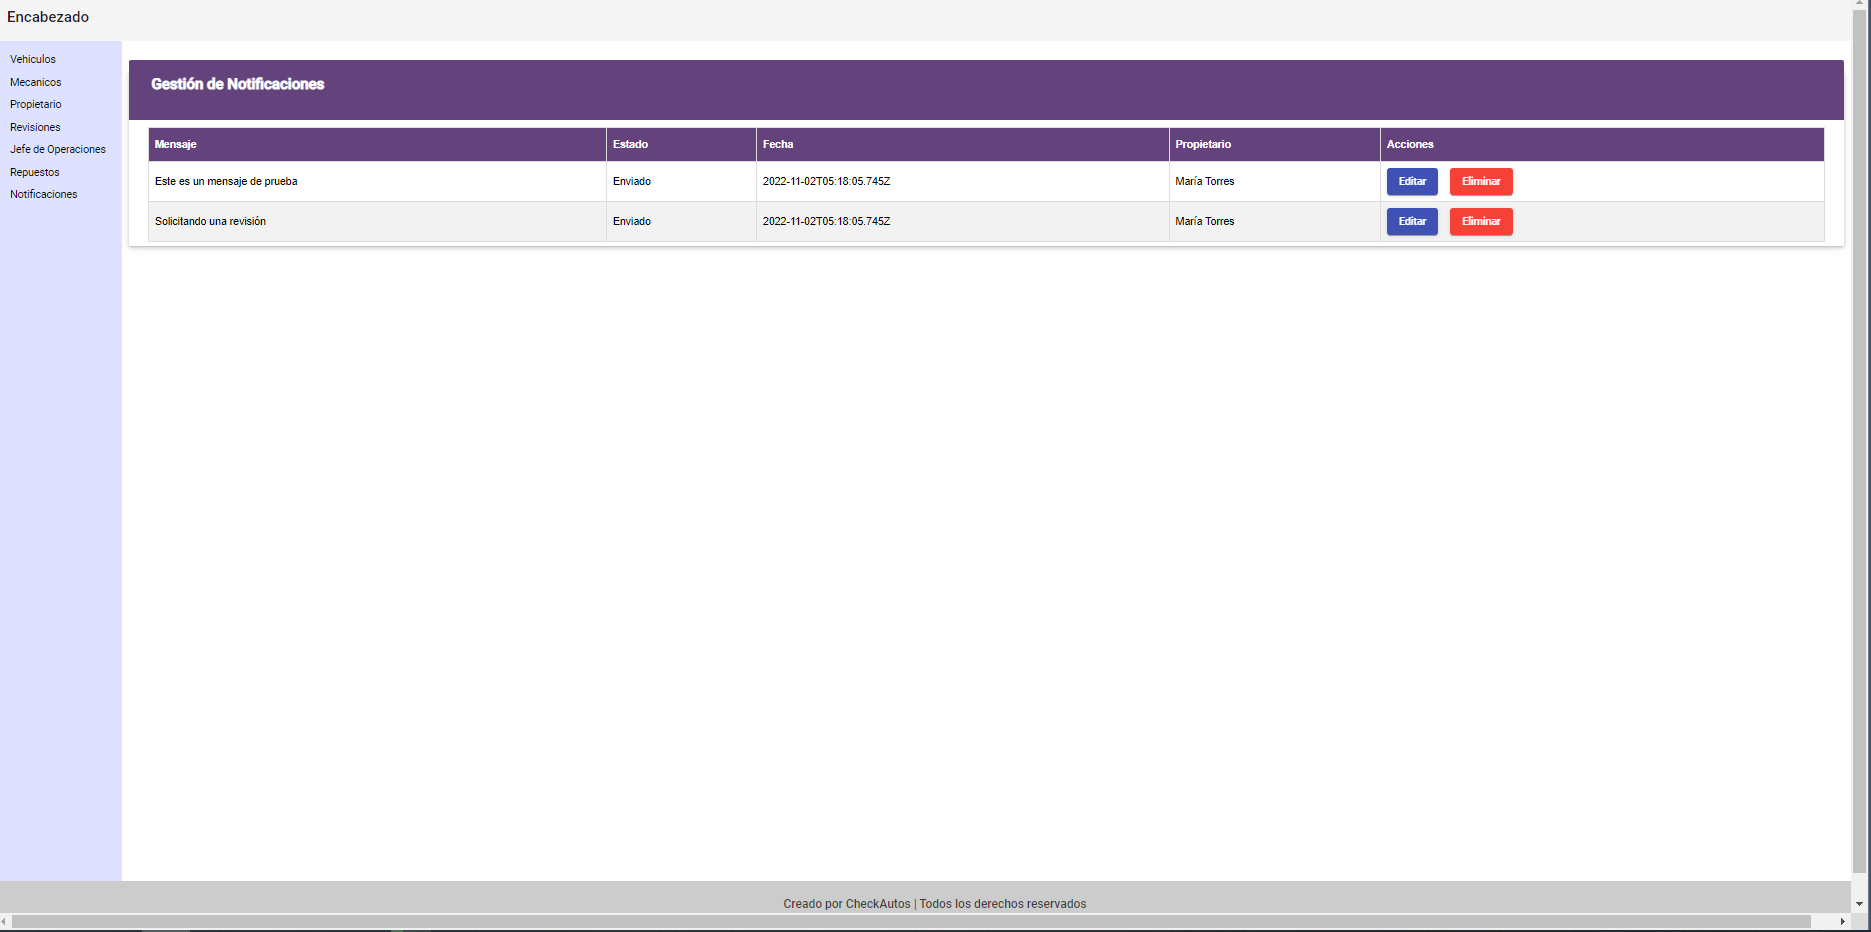 Encabezado
Vehiculos
Mecanicos
Propietario
Revisiones
Jefe de Operaciones
Repuestos
Notificaciones
Gestión de Notificaciones
Mensaje Estado Fecha Propietario Acciones
Este es un mensaje de prueba Enviado 2022-11-02T05:18:05.745Z María Torres Editar Eliminar
Solicitando una revisión Enviado 2022-11-02T05:18:05.745Z María Torres Editar Eliminar
Creado por CheckAutos | Todos los derechos reservados